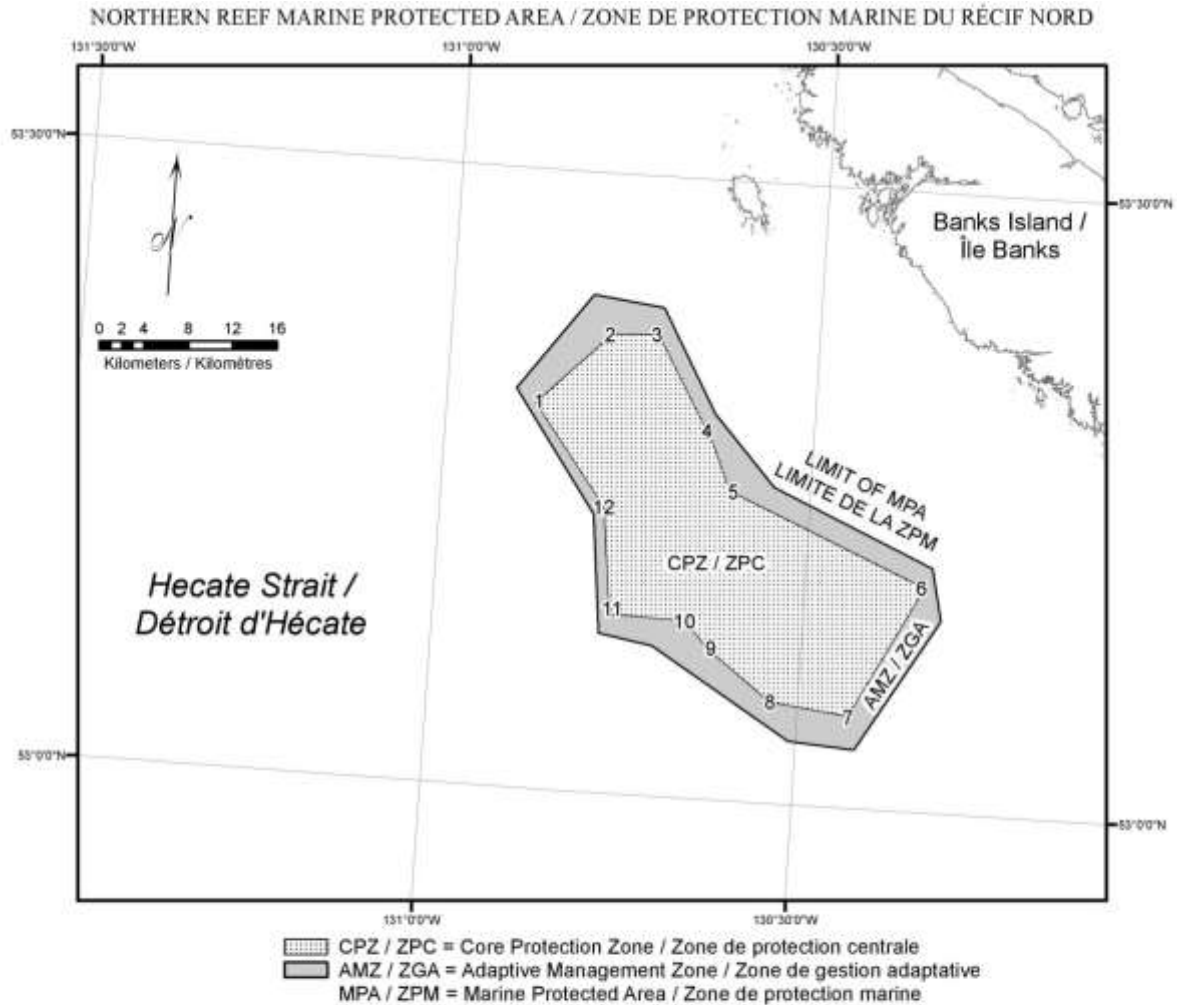 NORTHERN REEF MARINE PROTECTED AREA / ZONE DE PROTECTION MARINE DU RÉCIF NORD
131°30'0"W
131°0'0"W
130°30'0"W
53°30'0"N
53°30'0"N
N
Banks Island /
Île Banks
0 2 4 8 12 16
Kilometers / Kilomètres
2
3
1
4
LIMIT OF MPA
LIMITE DE LA ZPM
5
12
CPZ / ZPC
6
Hecate Strait /
Détroit d'Hécate
11
10
9
AMZ / ZGA
8
7
53°0'0"N
53°0'0"N
131°0'0"W
130°30'0"W
CPZ / ZPC = Core Protection Zone / Zone de protection centrale
AMZ / ZGA = Adaptive Management Zone / Zone de gestion adaptative
MPA / ZPM = Marine Protected Area / Zone de protection marine